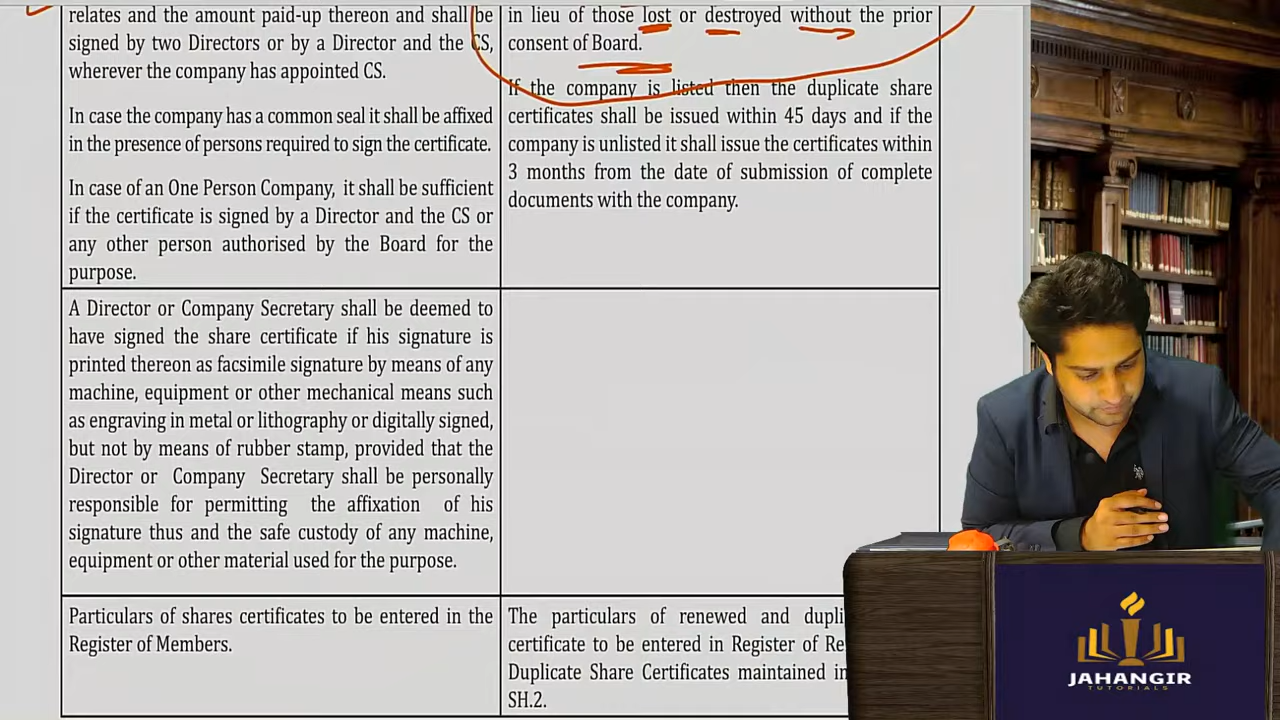 relates and the amount paid-up thereon and shall be
signed by two Directors or by a Director and the CS,
wherever the company has appointed CS.
In case the company has a common seal it shall be affixed
in the presence of persons required to sign the certificate.
In case of an One Person Company, it shall be sufficient
if the certificate is signed by a Director and the CS or
any other person authorised by the Board for the
purpose.
in lieu of those lost or destroyed without the prior
consent of Board.
If the company is listed then the duplicate share
certificates shall be issued within 45 days and if the
company is unlisted it shall issue the certificates within
3 months from the date of submission of complete
documents with the company.
A Director or Company Secretary shall be deemed to
have signed the share certificate if his signature is
printed thereon as facsimile signature by means of any
machine, equipment or other mechanical means such
as engraving in metal or lithography or digitally signed,
but not by means of rubber stamp, provided that the
Director or Company Secretary shall be personally
responsible for permitting the affixation of his
signature thus and the safe custody of any machine,
equipment or other material used for the purpose.
Particulars of shares certificates to be entered in the
Register of Members.
The particulars of renewed and
certificate to be entered in Register of
Duplicate Share Certificates maintained in
SH.2.
JAHANGIR
TUTORIALS